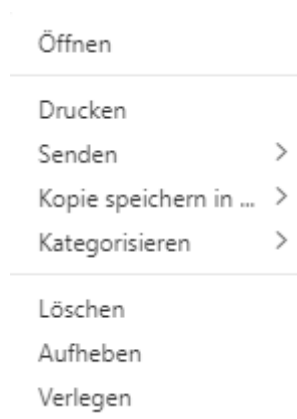 Öffnen
Drucken
Senden
Kopie speichern in ...
Kategorisieren
Löschen
Aufheben
Verlegen